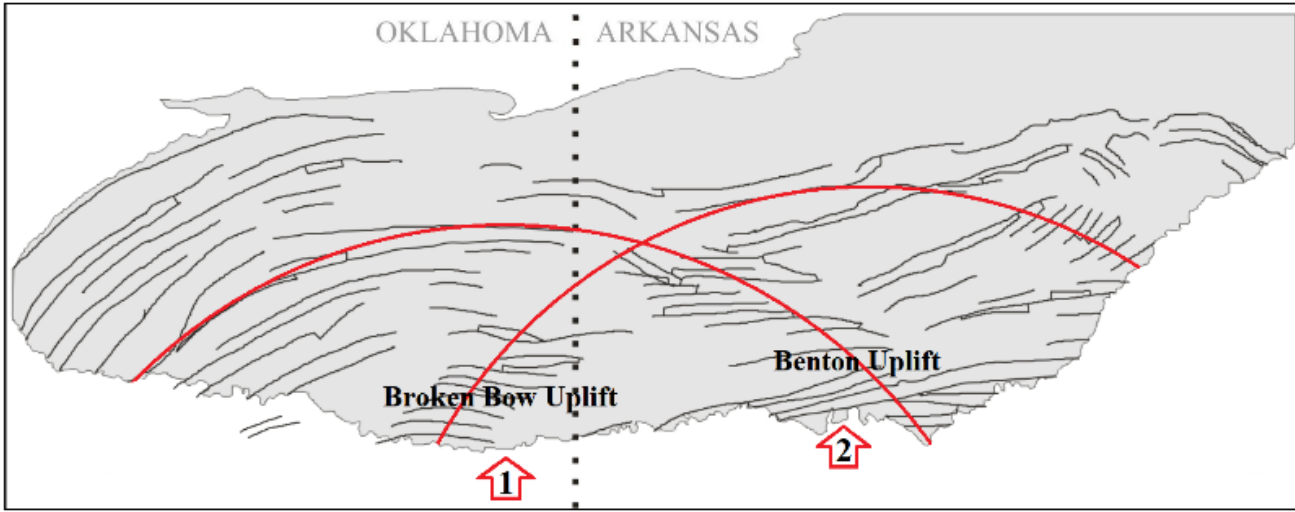 OKLAHOMA ARKANSAS
Benton Uplift
Broken Bow Uplift
2
1